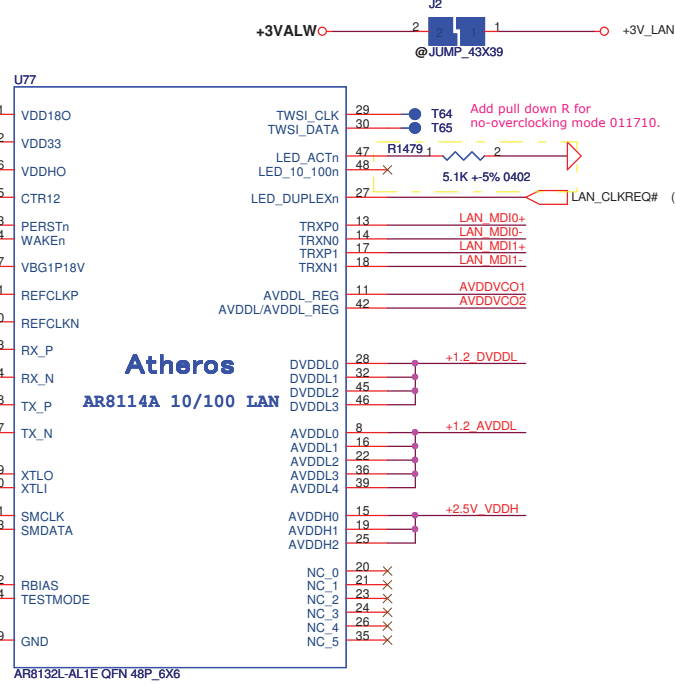 J2
+3VALW 2 2 1 1 +3V_LAN
@JUMP_43X39
U77
VDD18O TWSI_CLK 29 T64 Add pull down R for
TWSI_DATA 30 T65 no-overclocking mode 011710.
VDD33 LED_ACTn 47 R1479 1 2
VDDHO LED_10_100n 48 5.1K +-5% 0402
CTR12 LED_DUPLEXn 27 LAN_CLKREQ# (
PERSTn TRXP0 13 LAN_MDI0+
WAKEn TRXN0 14 LAN_MDI0-
TRXP1 17 LAN_MDI1+
VBG1P18V TRXN1 18 LAN_MDI1-
REFCLKP AVDDL_REG 11 AVDDVCO1
AVDDL/AVDDL_REG 42 AVDDVCO2
REFCLKN
RX_P
Atheros
DVDDL0 28 +1.2_DVDDL
RX_N DVDDL1 32
DVDDL2 45
TX_P AR8114A 10/100 LAN DVDDL3 46
TX_N AVDDL0 8 +1.2_AVDDL
AVDDL1 16
AVDDL2 22
XTLO AVDDL3 36
XTLI AVDDL4 39
SMCLK AVDDH0 15 +2.5V_VDDH
SMDATA AVDDH1 19
AVDDH2 25
NC_0 20
RBIAS NC_1 21
TESTMODE NC_2 23
NC_3 24
NC_4 26
GND NC_5 35
AR8132L-AL1E QFN 48P_6X6